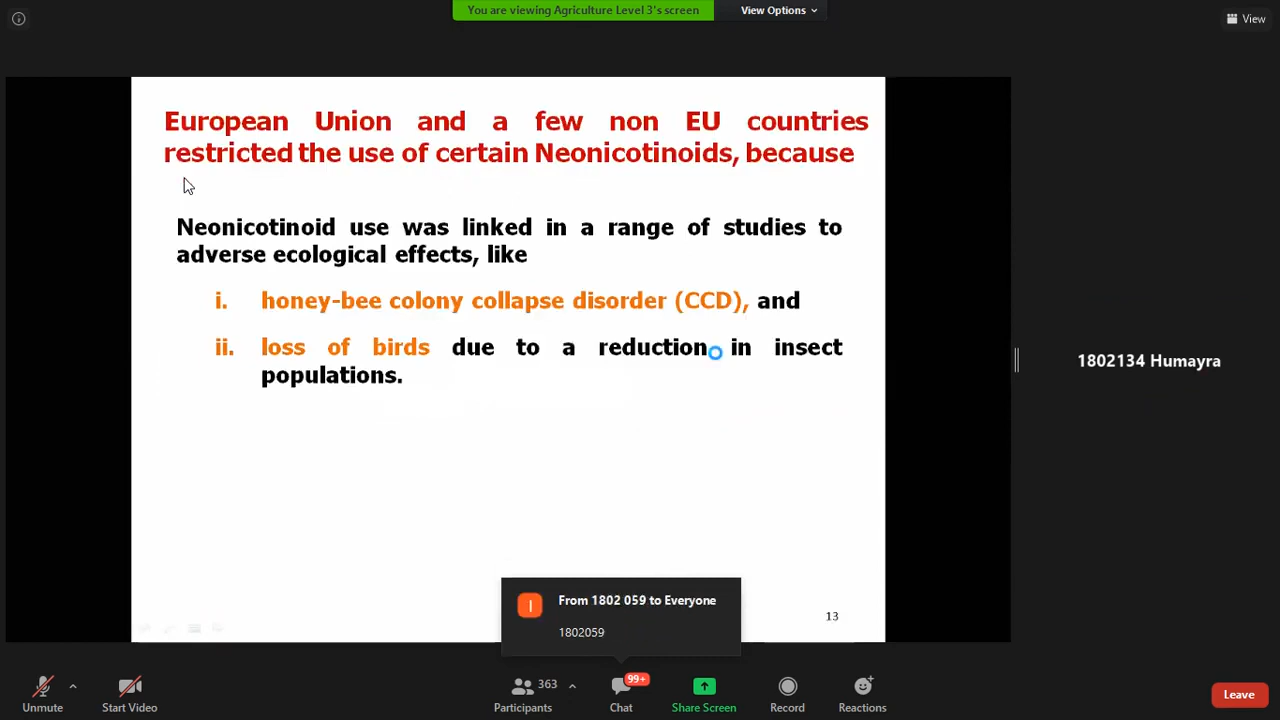 You are viewing Agriculture Level 3's screen
View Options
View
European Union and a few non EU countries
restricted the use of certain Neonicotinoids, because
Neonicotinoid use was linked in a range of studies to
adverse ecological effects, like
i. honey-bee colony collapse disorder (CCD), and
ii. loss of birds due to a reduction in insect
populations.
1802134 Humayra
From 1802 059 to Everyone
I
1802059
13
363
99+
Unmute
Start Video
Participants
Chat
Share Screen
Record
Reactions
Leave